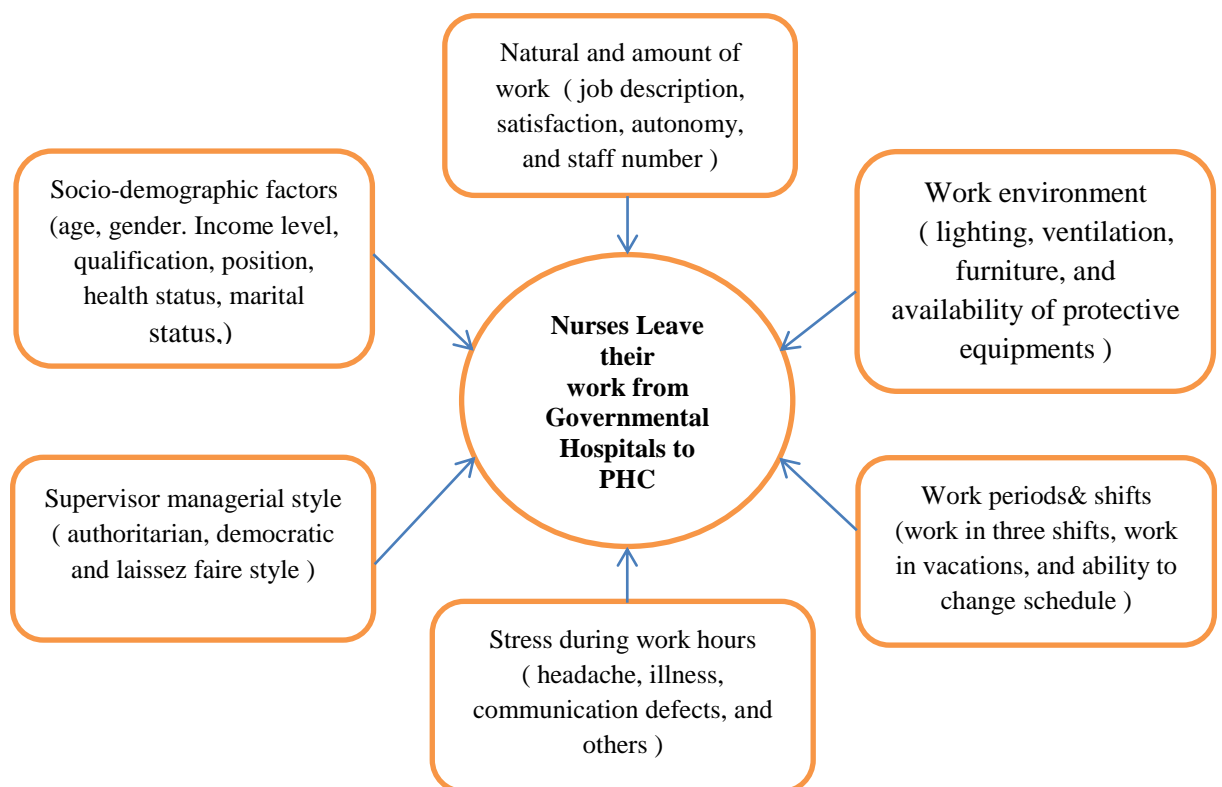 Natural and amount of
work ( job description,
satisfaction, autonomy,
and staff number )
Socio-demographic factors
(age, gender. Income level,
qualification, position,
health status, marital
status,)
Work environment
( lighting, ventilation,
furniture, and
availability of protective
equipments )
Nurses Leave
their
work from
Governmental
Hospitals to
PHC
Supervisor managerial style
( authoritarian, democratic
and laissez faire style )
Work periods& shifts
(work in three shifts, work
in vacations, and ability to
change schedule )
Stress during work hours
( headache, illness,
communication defects, and
others )